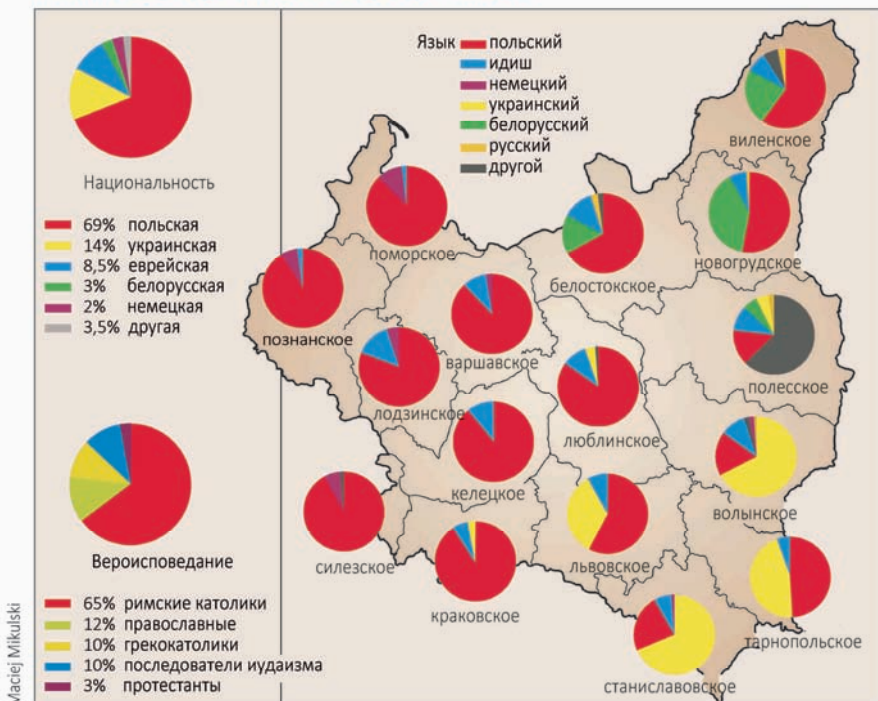 Национальность
69% польская
14% украинская
8,5% еврейская
3% белорусская
2% немецкая
3,5% другая
Вероисповедание
65% римские католики
12% православные
10% грекокатолики
10% последователи иудаизма
3% протестанты
Maciej Mikulski
Язык
польский
идиш
немецкий
украинский
белорусский
русский
другой
виленское
поморское
белостокское
новогрудское
познанское
варшавское
полесское
лодзинское
люблинское
келецкое
волынское
силезское
краковское
львовское
тарнопольское
станиславовское